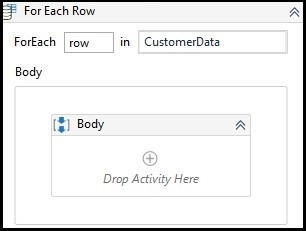 For Each Row
ForEach row in CustomerData
Body
Body
Drop Activity Here